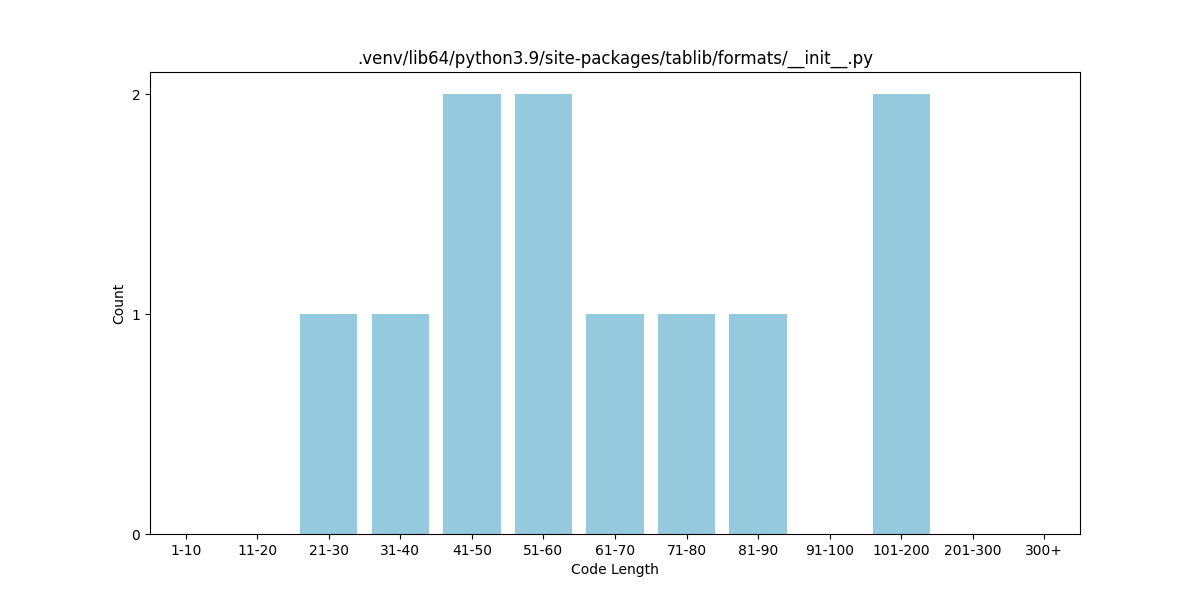 .venv/lib64/python3.9/site-packages/tablib/formats/__init__.py
2
1
0
Count
1-10 11-20 21-30 31-40 41-50 51-60 61-70 71-80 81-90 91-100 101-200 201-300 300+
Code Length